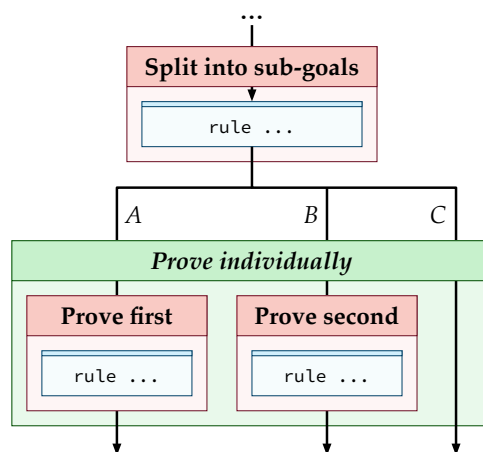 ...
Split into sub-goals
rule ...
A B C
Prove individually
Prove first Prove second
rule ... rule ...